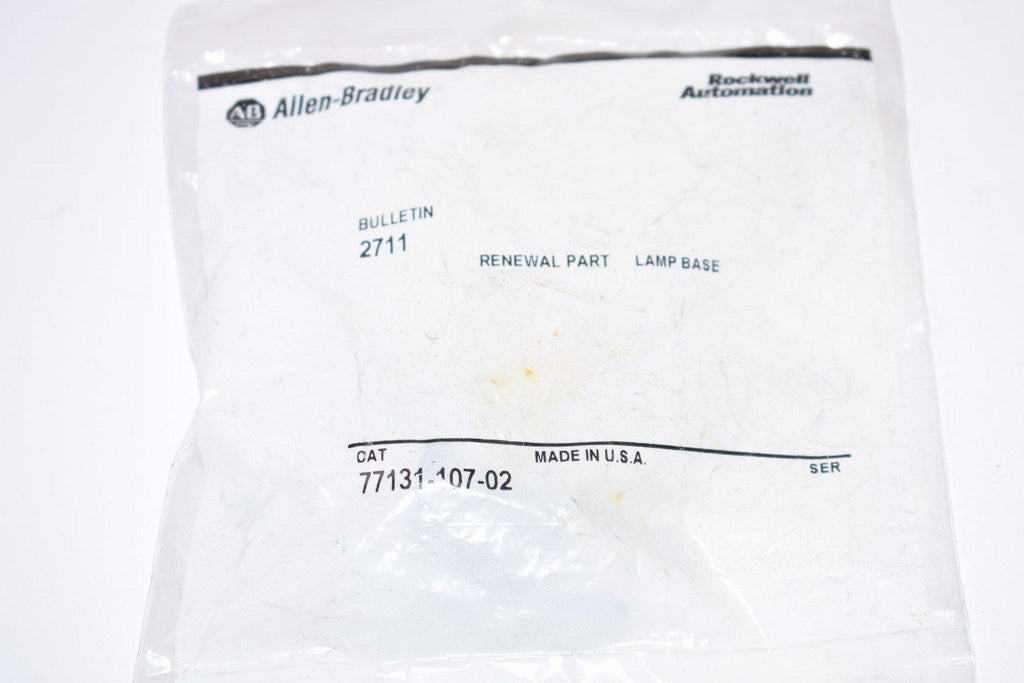 AB Allen-Bradley
Rockwell
Automation
BULLETIN
2711
RENEWAL PART LAMP BASE
CAT
MADE IN U.S.A.
SER
77131-107-02